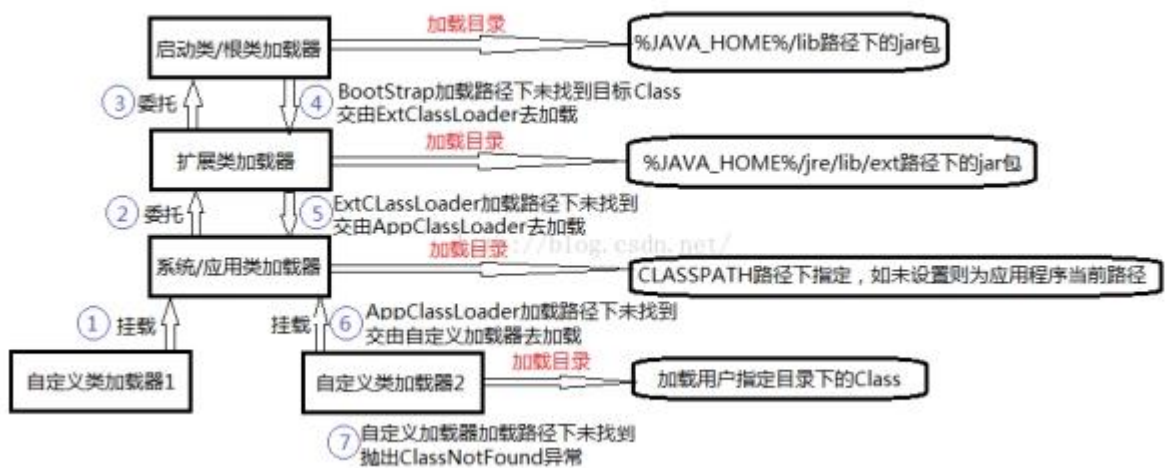 加载目录
启动类/根类加载器
%JAVA_HOME%/lib路径下的jar包
③ 委托
④ BootStrap加载路径下未找到目标Class
交由ExtClassLoader去加载
加载目录
扩展类加载器
%JAVA_HOME%/jre/lib/ext路径下的jar包
② 委托
⑤ ExtCLassLoader加载路径下未找到
交由AppClassLoader去加载
://blog.csdn.net/
加载目录
系统/应用类加载器
CLASSPATH路径下指定，如未设置则为应用程序当前路径
① 挂载
挂载
⑥ AppClassLoader加载路径下未找到
交由自定义加载器去加载
加载目录
自定义类加载器1
自定义类加载器2
加载用户指定目录下的Class
⑦ 自定义加载器加载路径下未找到
抛出ClassNotFound异常